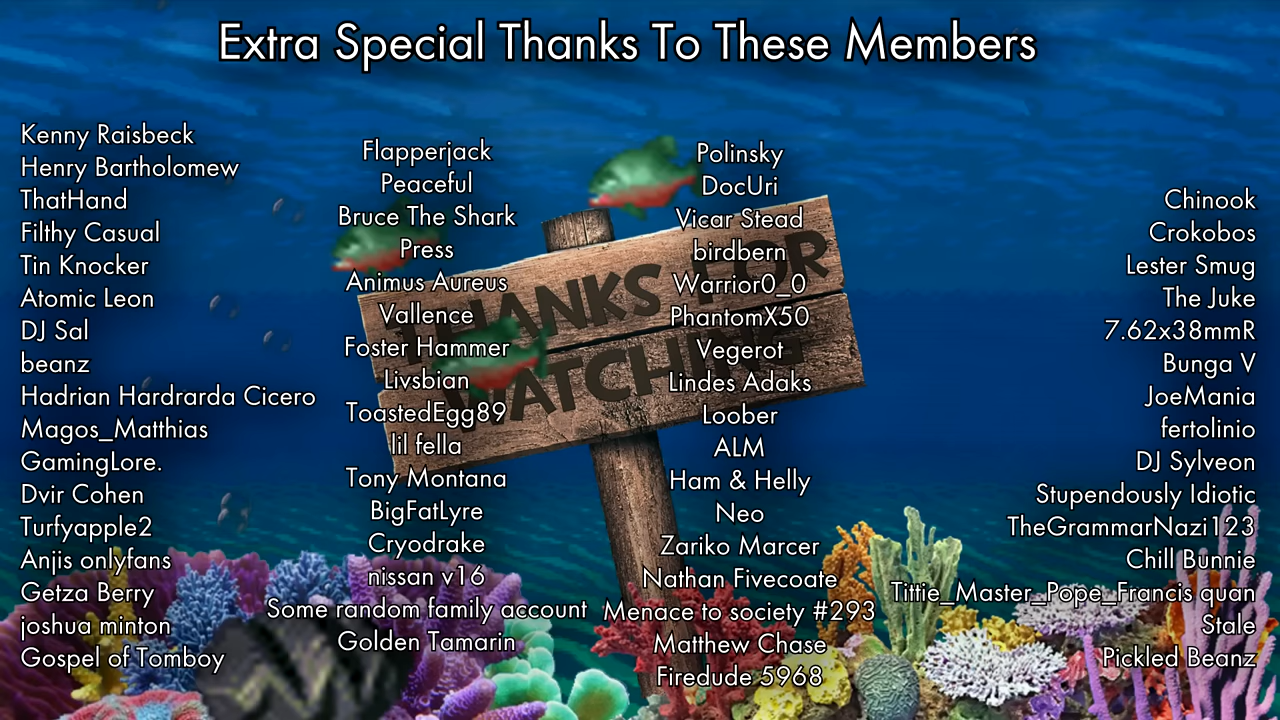 Extra Special Thanks To These Members
Kenny Raisbeck
Henry Bartholomew
ThatHand
Filthy Casual
Tin Knocker
Atomic Leon
DJ Sal
beanz
Hadrian Hardrarda Cicero
Magos_Matthias
GamingLore.
Dvir Cohen
Turfyapple2
Anjis onlyfans
Getza Berry
joshua minton
Gospel of Tomboy
Flapperjack
Peaceful
Bruce The Shark
Press
Animus Aureus
Vallence
Foster Hammer
Livsbian
ToastedEgg89
lil fella
Tony Montana
BigFatLyre
Cryodrake
nissan v16
Some random family account
Golden Tamarin
Polinsky
DocUri
Vicar Stead
birdbern
Warrior0_0
PhantomX50
Vegerot
Lindes Adaks
Loober
ALM
Ham & Helly
Neo
Zariko Marcer
Nathan Fivecoate
Menace to society #293
Matthew Chase
Firedude 5968
Chinook
Crokobos
Lester Smug
The Juke
7.62x38mmR
Bunga V
JoeMania
fertolinio
DJ Sylveon
Stupendously Idiotic
TheGrammarNazi123
Chill Bunnie
Tittie_Master_Pope_Francis quan
Stale
Pickled Beanz
THANKS FOR
WATCHING